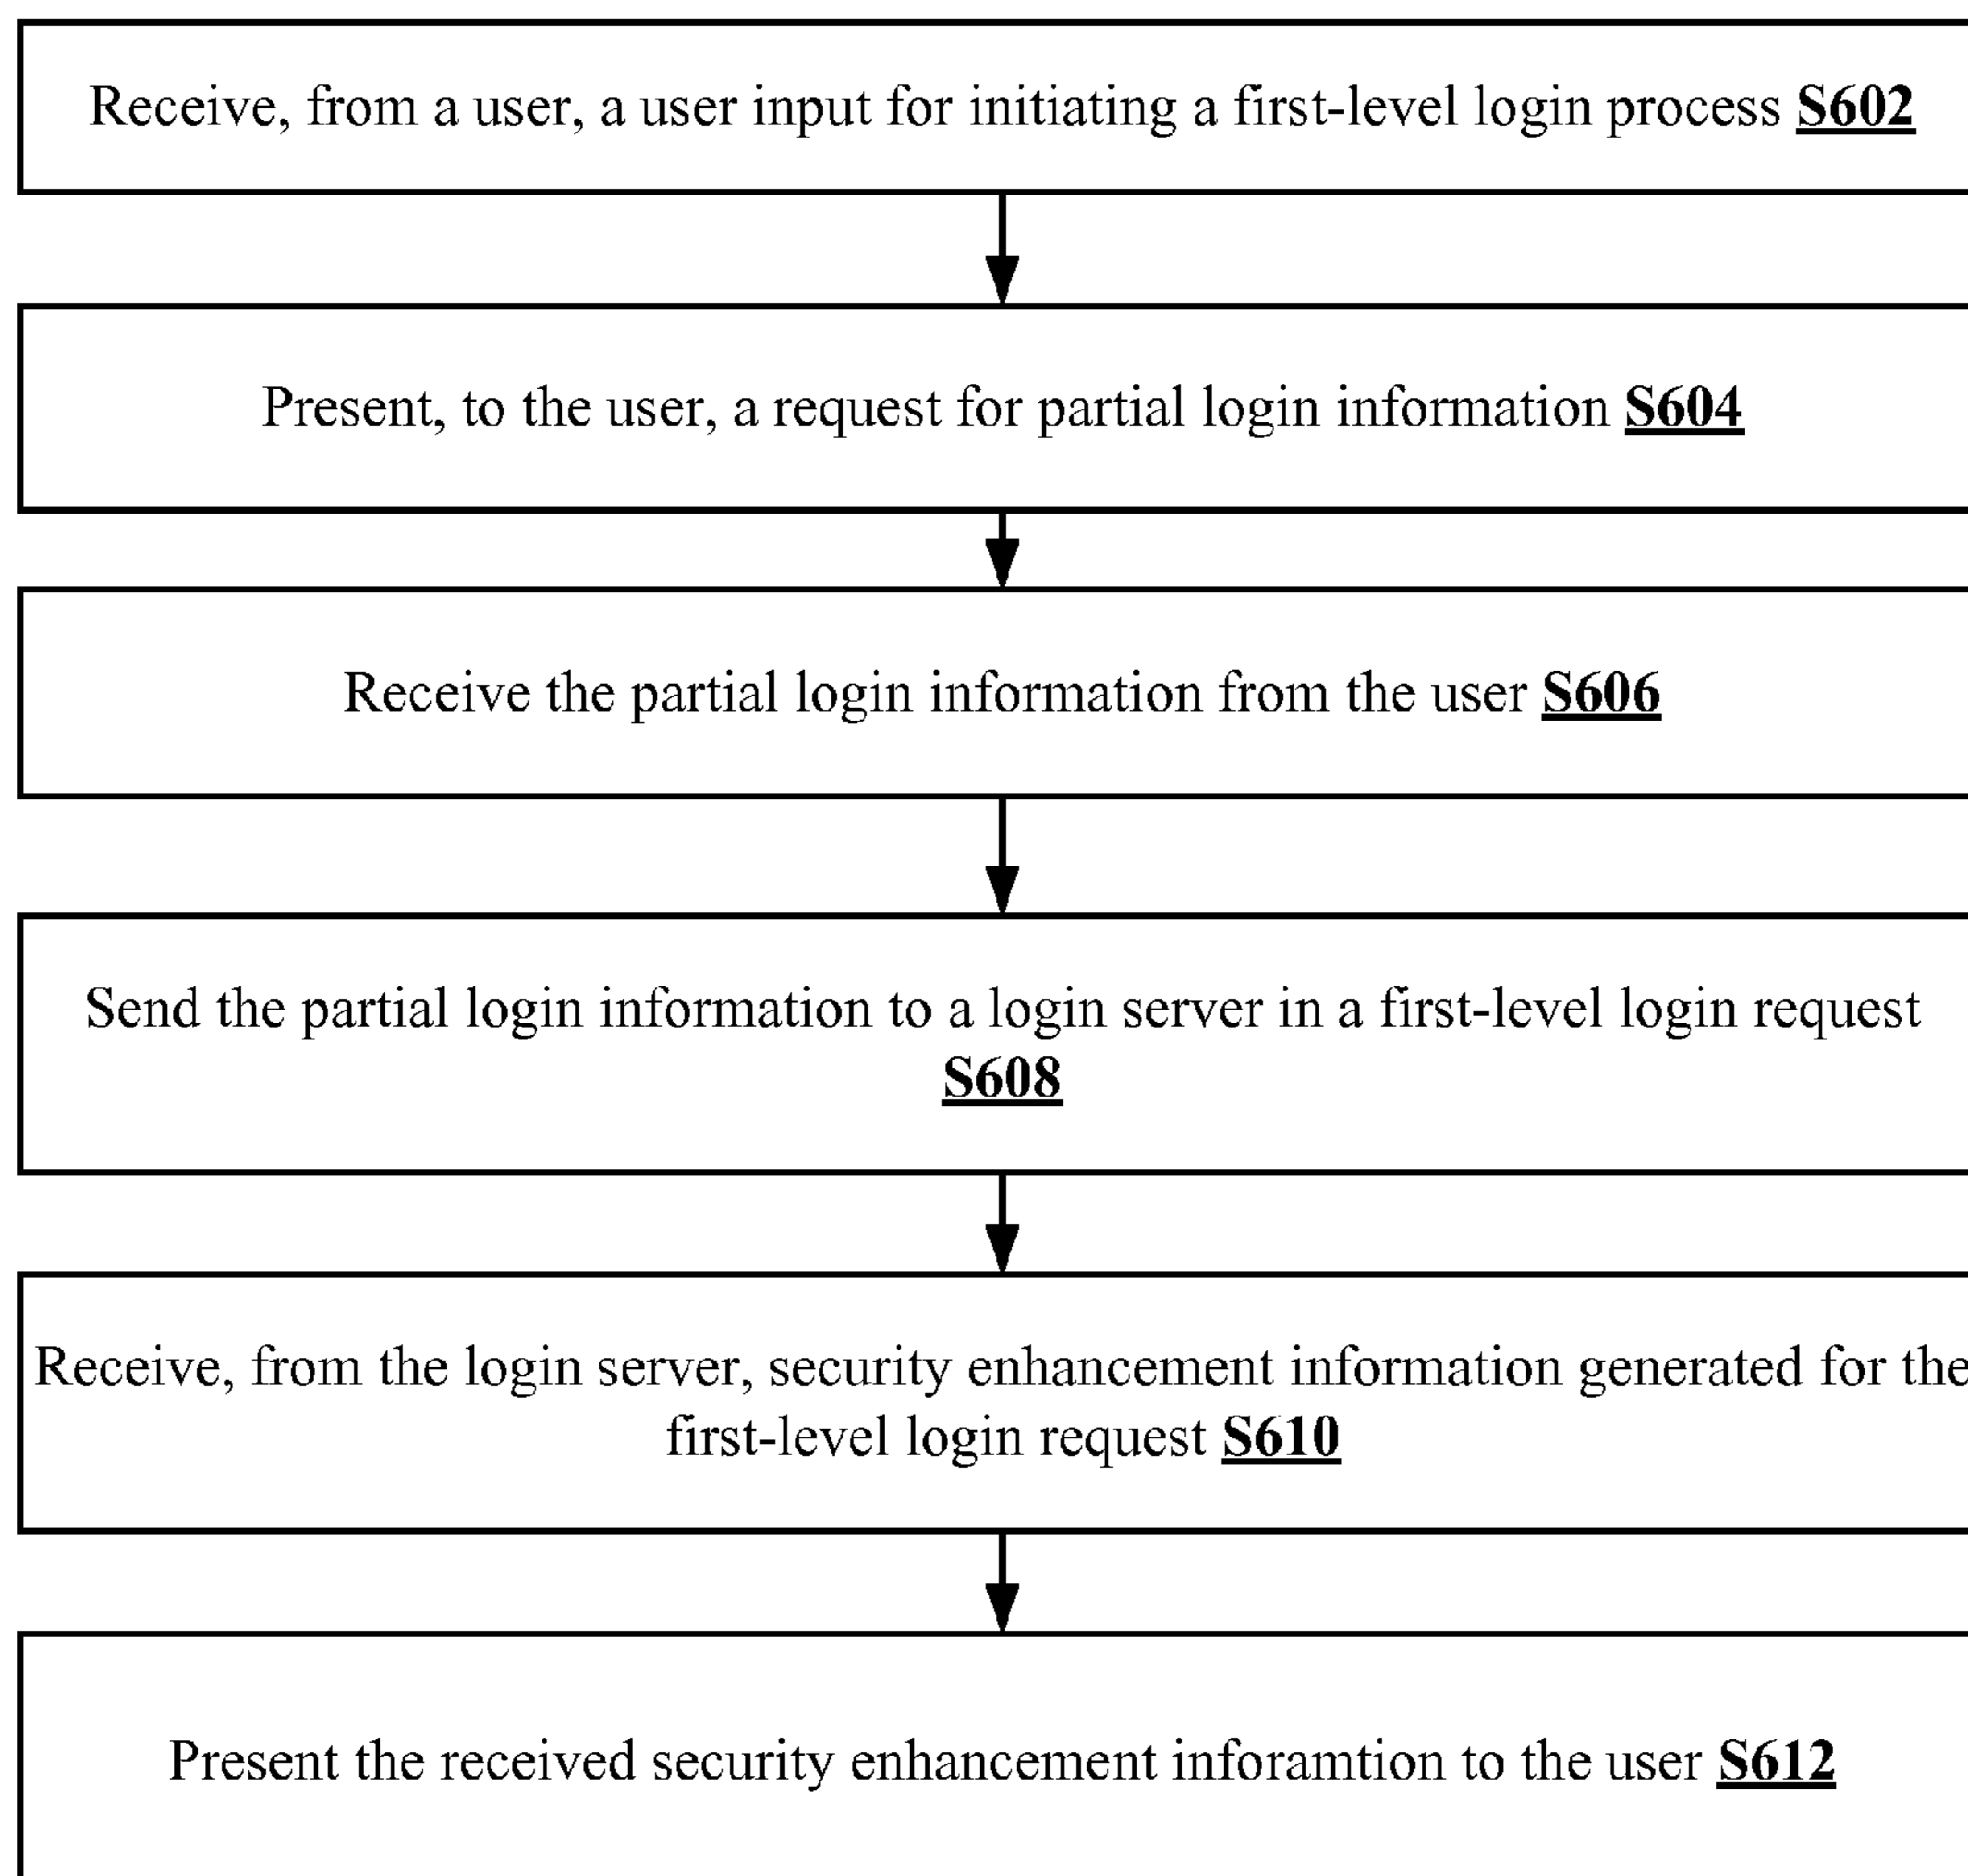 Receive, from a user, a user input for initiating a first-level login process S602
Present, to the user, a request for partial login information S604
Receive the partial login information from the user S606
Send the partial login information to a login server in a first-level login request
S608
Receive, from the login server, security enhancement information generated for the
first-level login request S610
Present the received security enhancement inforamtion to the user S612